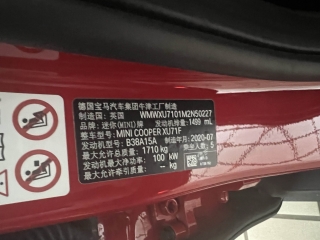 德国宝马汽车集团牛津工厂制造
制造国：英国 WMWXU7101M2N50227
品牌：迷你(MINI)牌 发动机排量：1499 mL
整车型号：MINI COOPER XU71F
发动机型号：B38A15A 制造年月：2020-07
最大允许总质量：1710 kg 乘坐人数：5
发动机最大净功率：100 kW
最大允许牵引质量： - kg